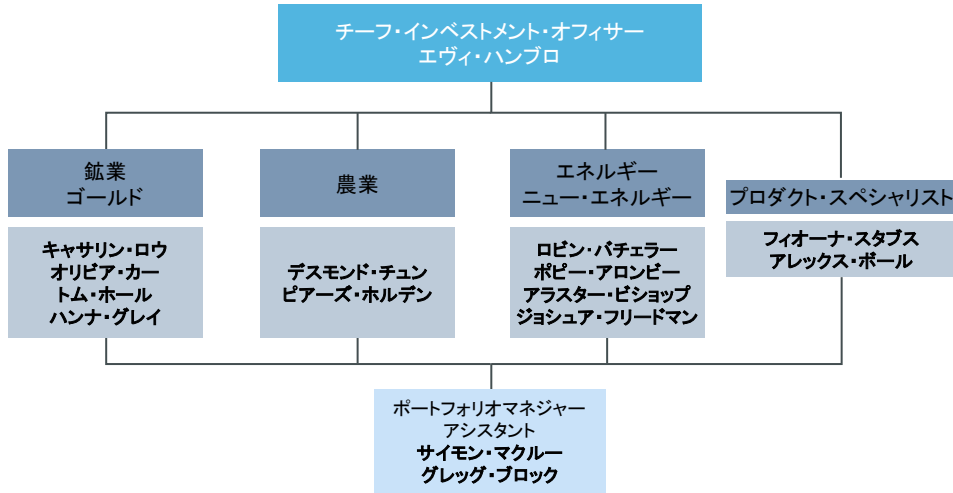 チーフ・インベストメント・オフィサー
エヴィ・ハンブロ
鉱業
ゴールド
キャサリン・ロウ
オリビア・カー
トム・ホール
ハンナ・グレイ
農業
デスモンド・チュン
ピアーズ・ホルデン
エネルギー
ニュー・エネルギー
ロビン・バチェラー
ポピー・アロンビー
アラスター・ビショップ
ジョシュア・フリードマン
プロダクト・スペシャリスト
フィオーナ・スタブス
アレックス・ボール
ポートフォリオマネジャー
アシスタント
サイモン・マクルー
グレッグ・ブロック